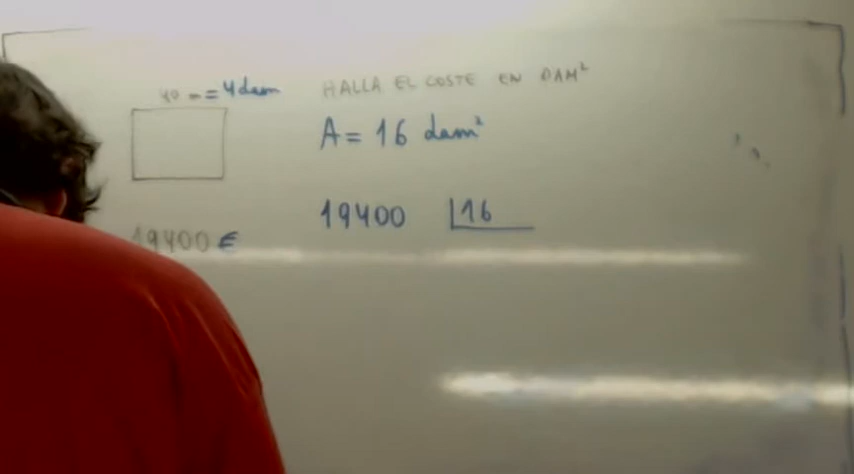 40 m = 4 dam
HALLA EL COSTE EN DAM²
A = 16 dam²
19400 €
19400 | 16